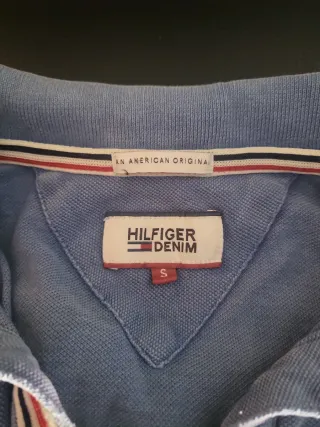 AN AMERICAN ORIGINAL
HILFIGER
DENIM
S